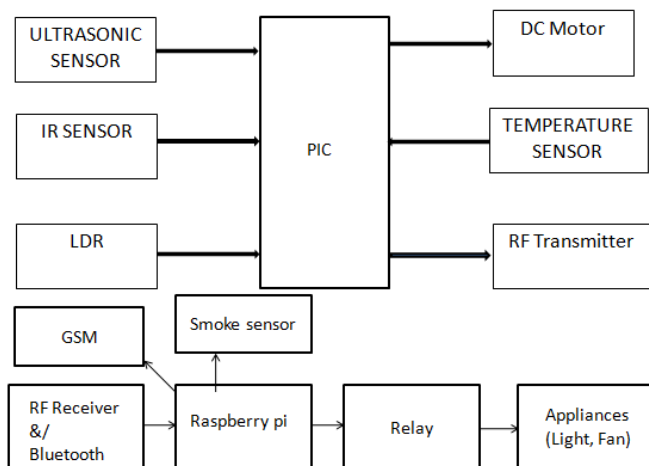 ULTRASONIC
SENSOR
DC Motor
IR SENSOR
PIC
TEMPERATURE
SENSOR
LDR
RF Transmitter
GSM
Smoke sensor
RF Receiver
&/
Bluetooth
Raspberry pi
Relay
Appliances
(Light, Fan)